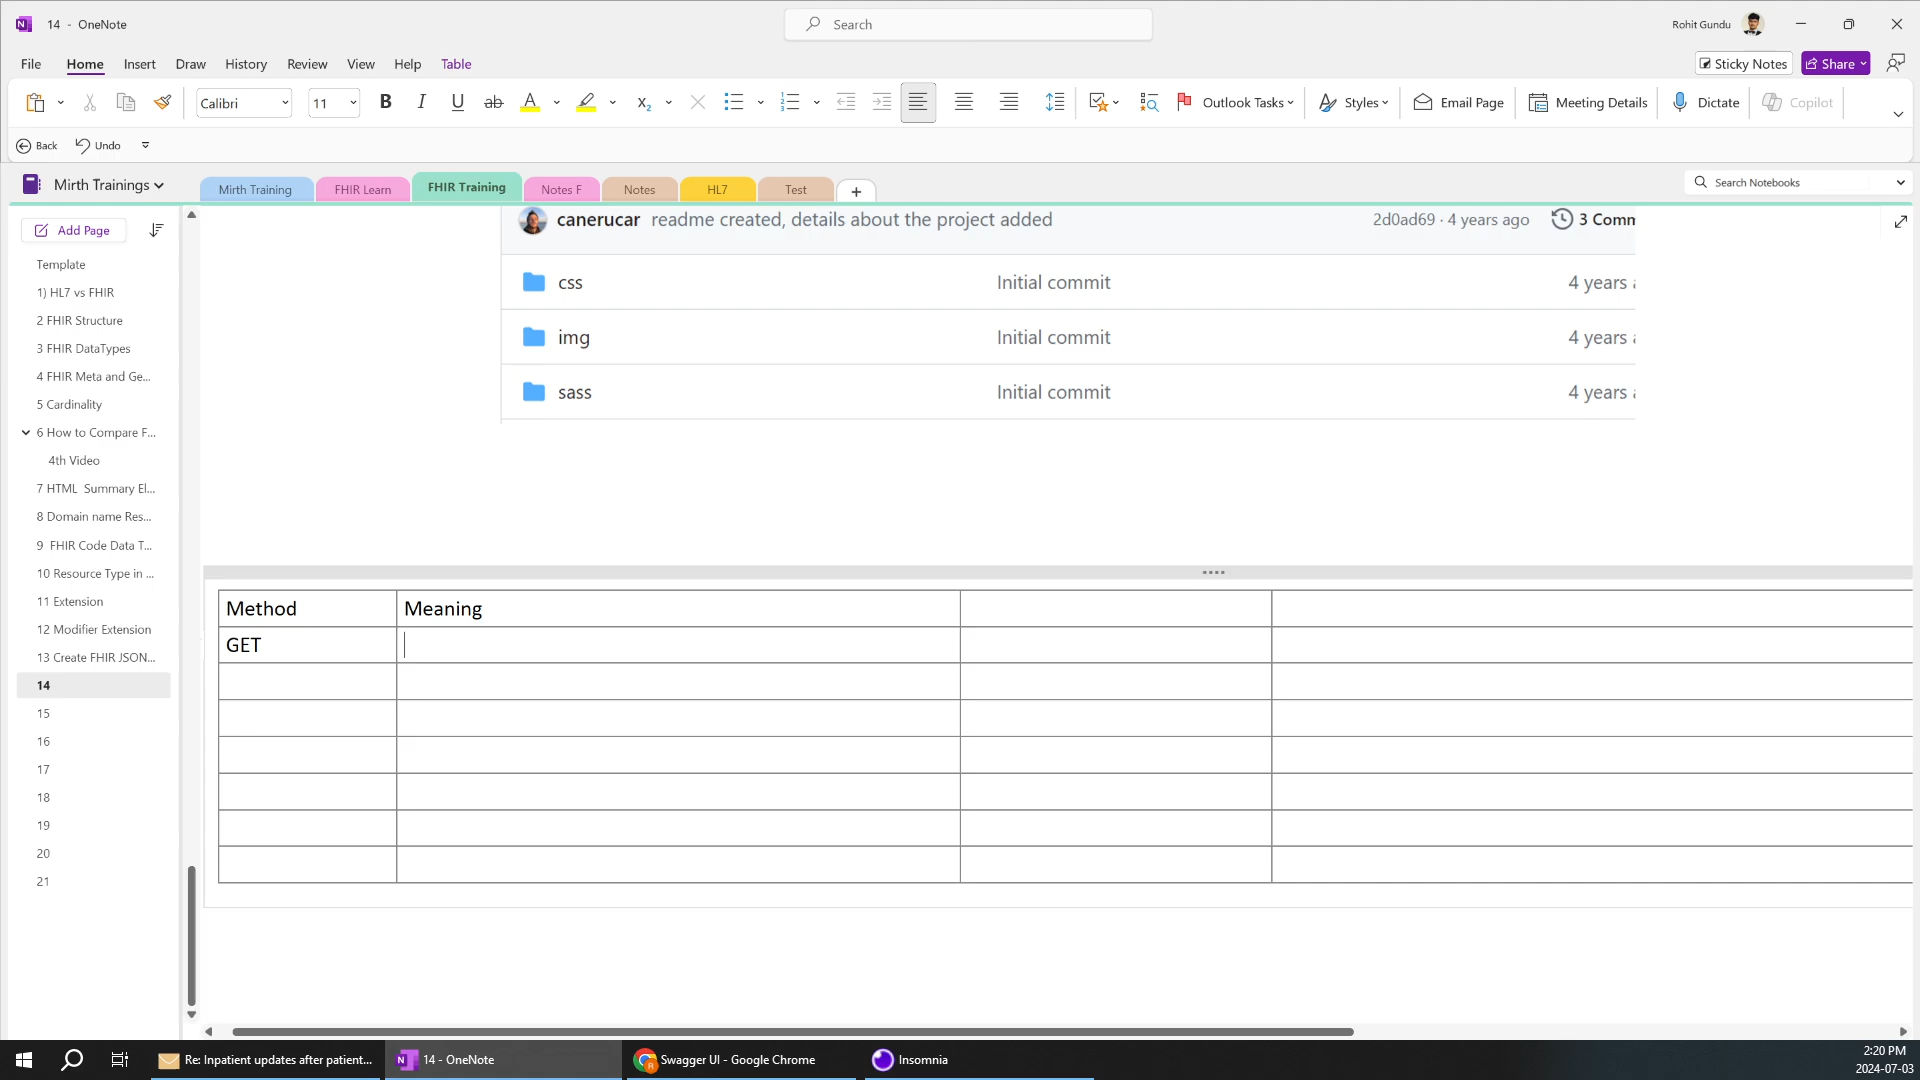 14 - OneNote
Search
Rohit Gundu
File Home Insert Draw History Review View Help Table
Sticky Notes
Share
Calibri
11
B I U ab A X2
Outlook Tasks
Styles
Email Page
Meeting Details
Dictate
Copilot
Back
Undo
Mirth Trainings
Mirth Training
FHIR Learn
FHIR Training
Notes F
Notes
HL7
Test
Search Notebooks
Add Page
Template
1) HL7 vs FHIR
2 FHIR Structure
3 FHIR DataTypes
4 FHIR Meta and Ge...
5 Cardinality
6 How to Compare F...
4th Video
7 HTML Summary El...
8 Domain name Res...
9 FHIR Code Data T...
10 Resource Type in ...
11 Extension
12 Modifier Extension
13 Create FHIR JSON...
14
15
16
17
18
19
20
21
canerucar readme created, details about the project added 2d0ad69 · 4 years ago 3 Comm
css Initial commit 4 years a
img Initial commit 4 years a
sass Initial commit 4 years a
Method Meaning
GET
Re: Inpatient updates after patient...
14 - OneNote
Swagger UI - Google Chrome
Insomnia
2:20 PM
2024-07-03